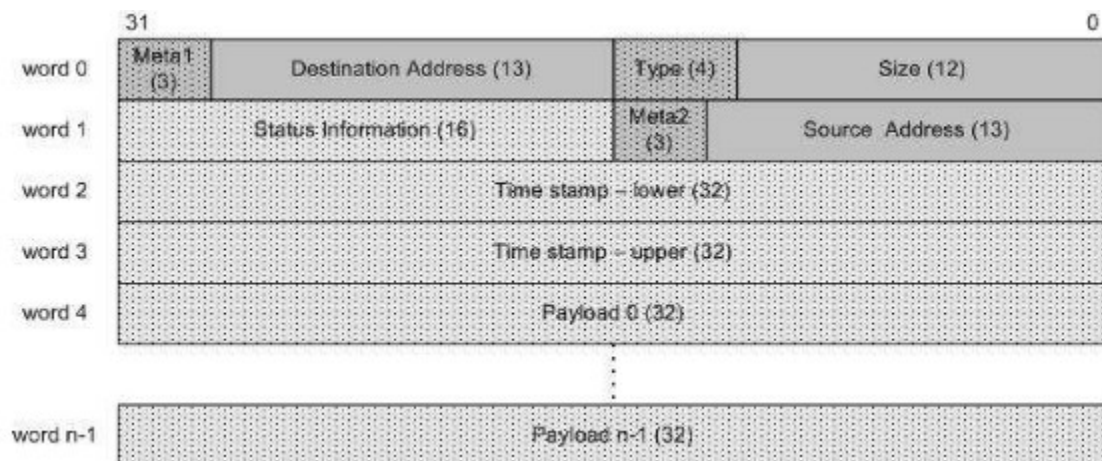 31 0
word 0 Meta1 (3) Destination Address (13) Type (4) Size (12)
word 1 Status Information (16) Meta2 (3) Source Address (13)
word 2 Time stamp – lower (32)
word 3 Time stamp – upper (32)
word 4 Payload 0 (32)
word n-1 Payload n-1 (32)